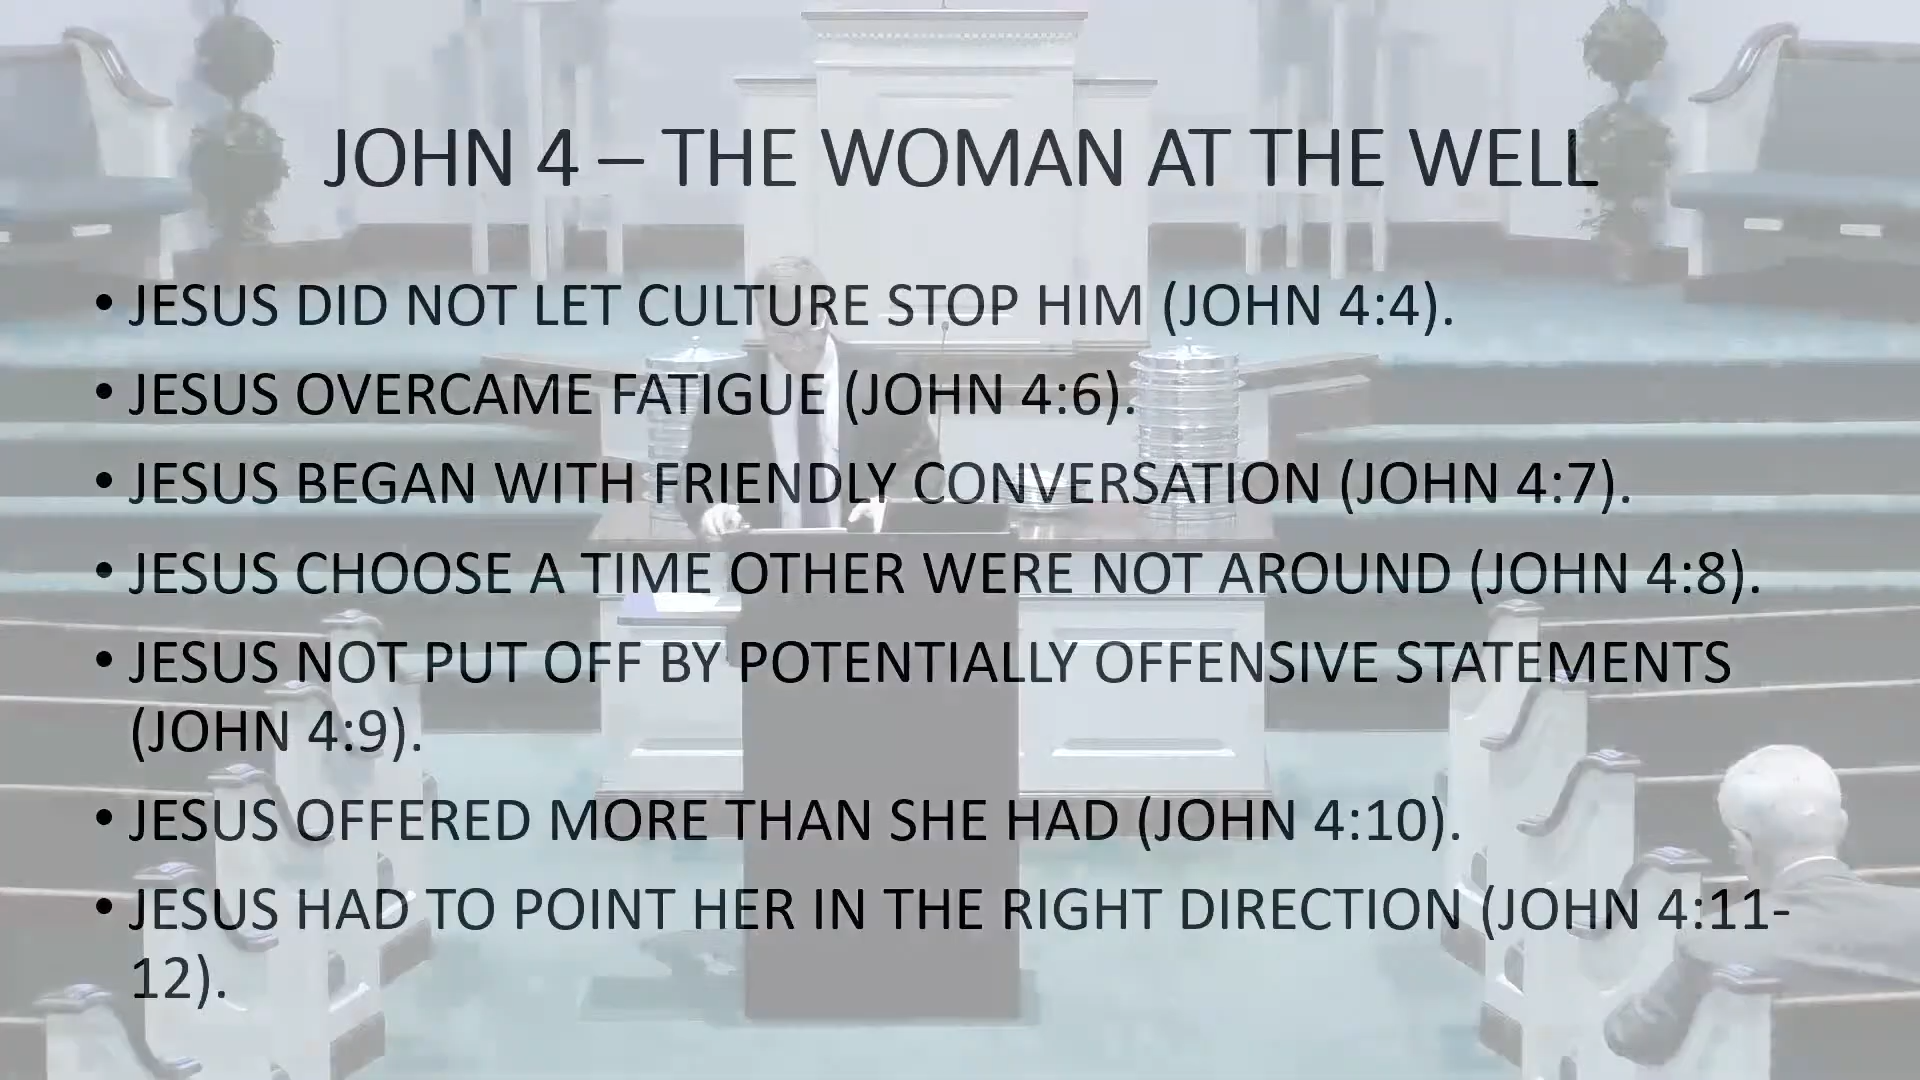 JOHN 4 – THE WOMAN AT THE WELL
• JESUS DID NOT LET CULTURE STOP HIM (JOHN 4:4).
• JESUS OVERCAME FATIGUE (JOHN 4:6).
• JESUS BEGAN WITH FRIENDLY CONVERSATION (JOHN 4:7).
• JESUS CHOOSE A TIME OTHER WERE NOT AROUND (JOHN 4:8).
• JESUS NOT PUT OFF BY POTENTIALLY OFFENSIVE STATEMENTS
(JOHN 4:9).
• JESUS OFFERED MORE THAN SHE HAD (JOHN 4:10).
• JESUS HAD TO POINT HER IN THE RIGHT DIRECTION (JOHN 4:11-
12).